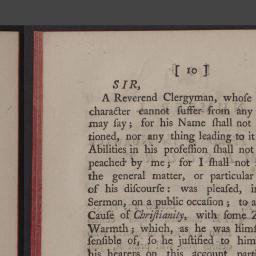 [ 10 ]
SIR,
A Reverend Clergyman, whose
character cannot suffer from any
may say; for his Name shall not
tioned, nor any thing leading to it
Abilities in his profession shall not
peached by me; for I shall not
the general matter, or particular
of his discourse: was pleased, in
Sermon, on a public occasion; to a
Cause of Christianity, with some Z
Warmth; which, as he was himſ
sensible of, so he justified to him
his hearers on this account part